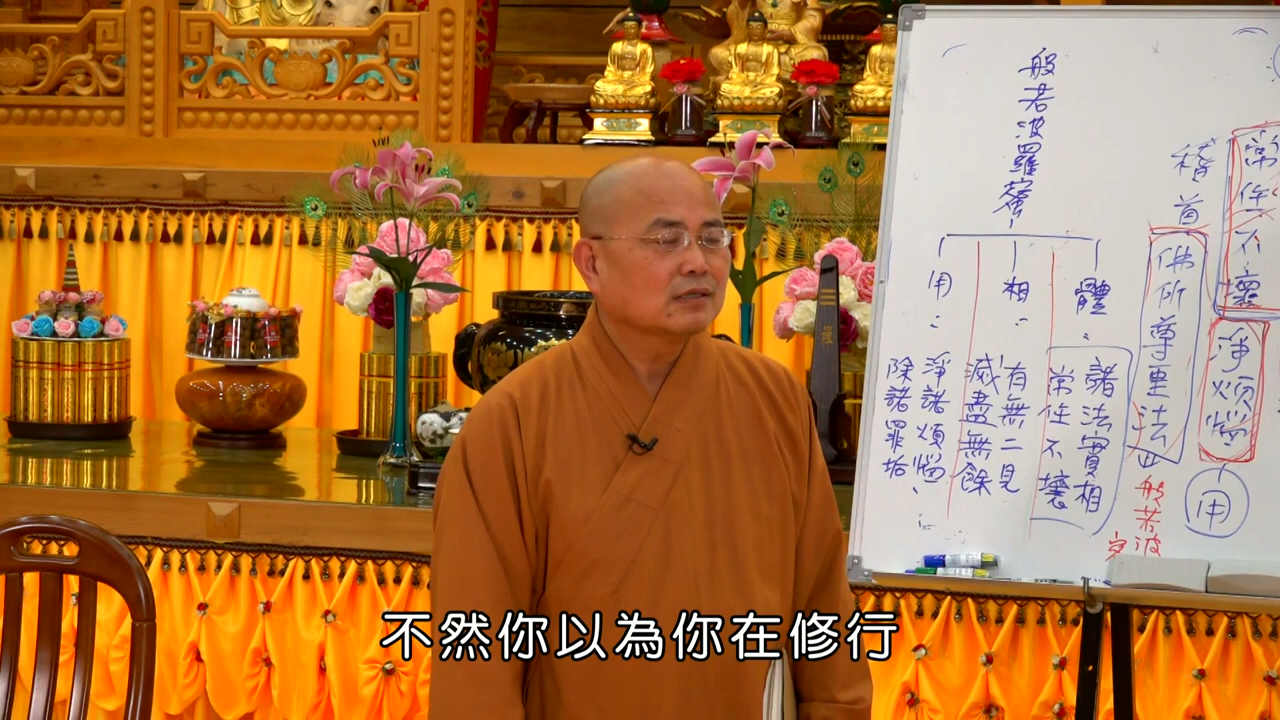 常住不壞
淨煩惱
用
稽首
佛所尊重法
般若波
般若波羅蜜
體：
諸法實相
常住不壞
相：
有無二見
滅盡無餘
用：
淨諸煩惱、
除諸罪垢
不然你以為你在修行